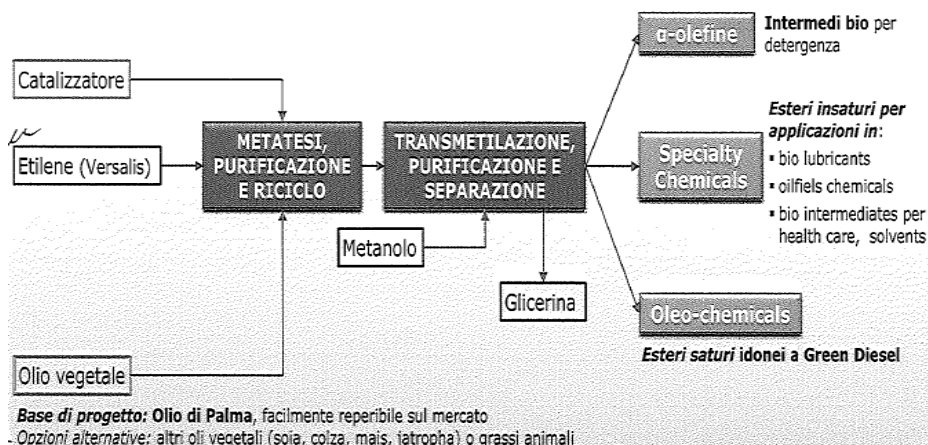 α-olefine
Intermedi bio per
detergenza
Catalizzatore
Etilene (Versalis)
METATESI,
PURIFICAZIONE
E RICICLO
TRANSMETILAZIONE,
PURIFICAZIONE E
SEPARAZIONE
Specialty
Chemicals
Esteri insaturi per
applicazioni in:
▪ bio lubricants
▪ oilfiels chemicals
▪ bio intermediates per
health care, solvents
Metanolo
Glicerina
Oleo-chemicals
Esteri saturi idonei a Green Diesel
Olio vegetale
Base di progetto: Olio di Palma, facilmente reperibile sul mercato
Opzioni alternative: altri oli vegetali (soia, colza, mais, jatropha) o grassi animali